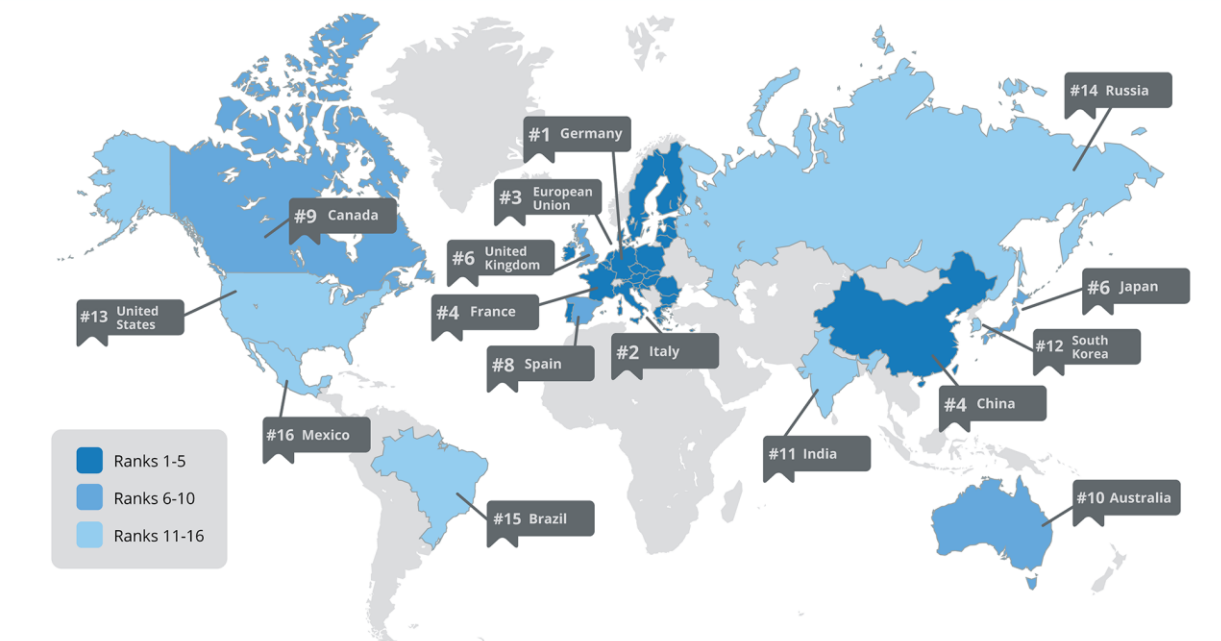 #14 Russia
#1 Germany
#3 European
Union
#9 Canada
#6 United
Kingdom
#6 Japan
#13 United
States
#4 France
#12 South
Korea
#2 Italy
#8 Spain
#4 China
#16 Mexico
#11 India
Ranks 1-5
Ranks 6-10
Ranks 11-16
#10 Australia
#15 Brazil